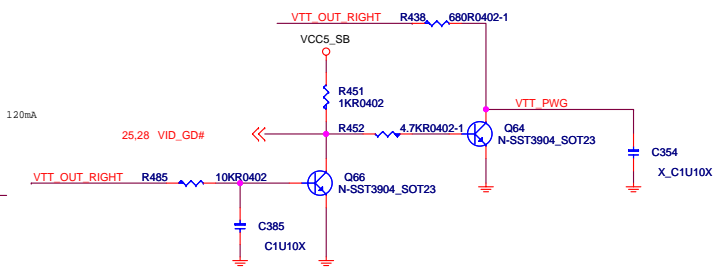 VTT_OUT_RIGHT R438 680R0402-1
VCC5_SB
R451
1KR0402
120mA
VTT_PWG
25,28 VID_GD#
R452 4.7KR0402-1
Q64
N-SST3904_SOT23
C354
X_C1U10X
VTT_OUT_RIGHT R485 10KR0402
Q66
N-SST3904_SOT23
C385
C1U10X